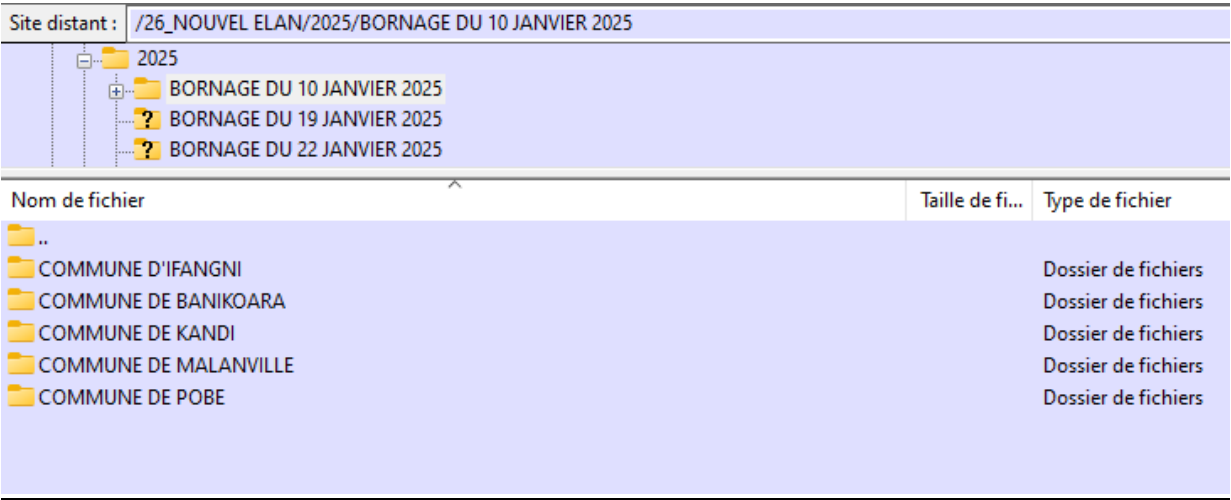 Site distant : /26_NOUVEL ELAN/2025/BORNAGE DU 10 JANVIER 2025
2025
BORNAGE DU 10 JANVIER 2025
? BORNAGE DU 19 JANVIER 2025
? BORNAGE DU 22 JANVIER 2025
Nom de fichier Taille de fi... Type de fichier
..
COMMUNE D'IFANGNI Dossier de fichiers
COMMUNE DE BANIKOARA Dossier de fichiers
COMMUNE DE KANDI Dossier de fichiers
COMMUNE DE MALANVILLE Dossier de fichiers
COMMUNE DE POBE Dossier de fichiers